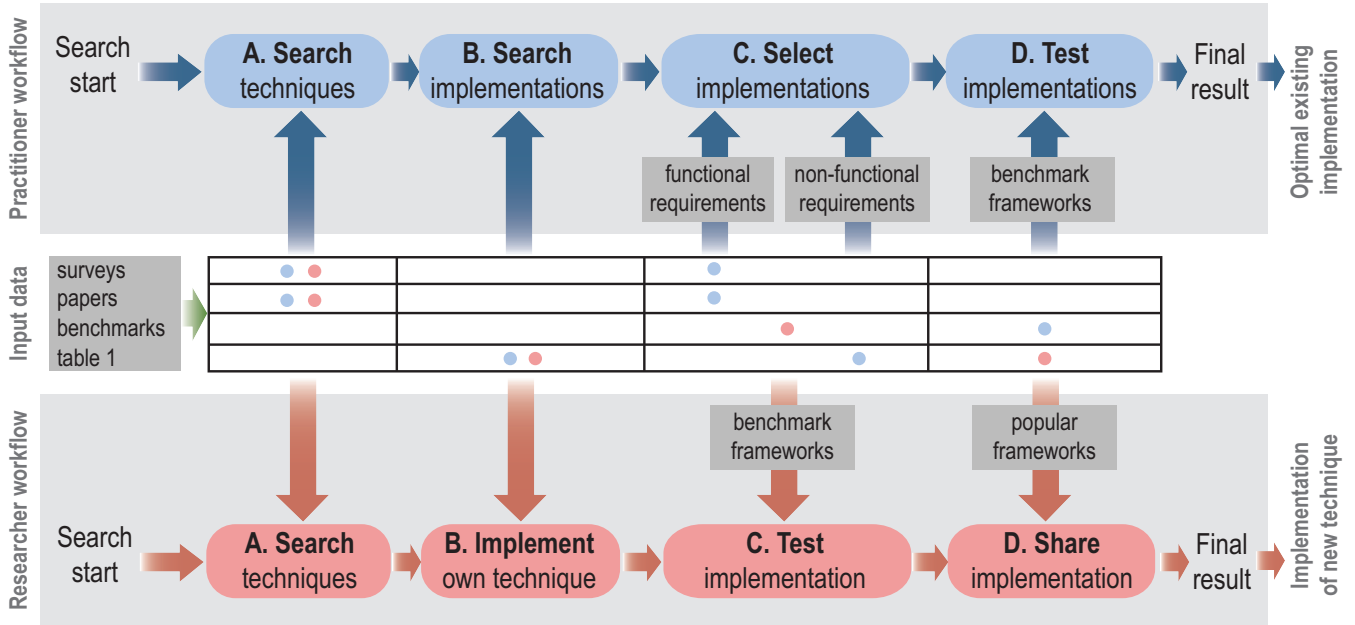 Practitioner workflow
Search
start
A. Search
techniques
B. Search
implementations
C. Select
implementations
D. Test
implementations
Final
result
Optimal existing
implementation
functional
requirements
non-functional
requirements
benchmark
frameworks
Input data
surveys
papers
benchmarks
table 1
Researcher workflow
benchmark
frameworks
popular
frameworks
Search
start
A. Search
techniques
B. Implement
own technique
C. Test
implementation
D. Share
implementation
Final
result
Implementation
of new technique